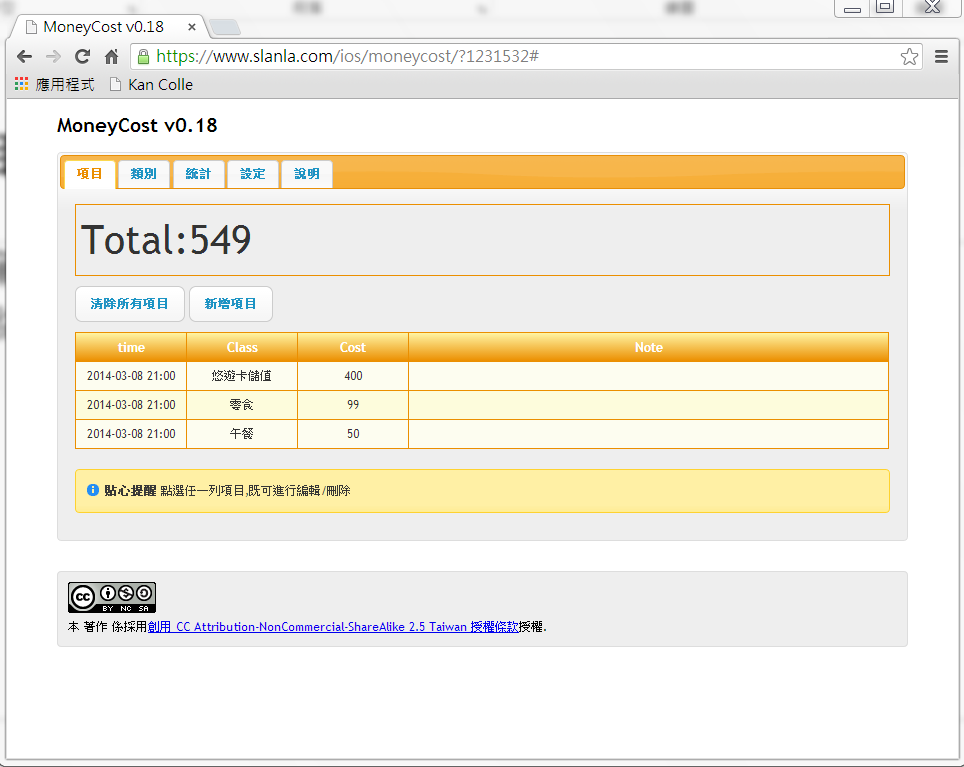 MoneyCost v0.18
https://www.slanla.com/ios/moneycost/?1231532#
應用程式 Kan Colle
MoneyCost v0.18
項目 類別 統計 設定 說明
Total:549
清除所有項目 新增項目
time Class Cost Note
2014-03-08 21:00 悠遊卡儲值 400
2014-03-08 21:00 零食 99
2014-03-08 21:00 午餐 50
貼心提醒 點選任一列項目,既可進行編輯/刪除
cc BY NC SA
本 著作 係採用創用 CC Attribution-NonCommercial-ShareAlike 2.5 Taiwan 授權條款授權.